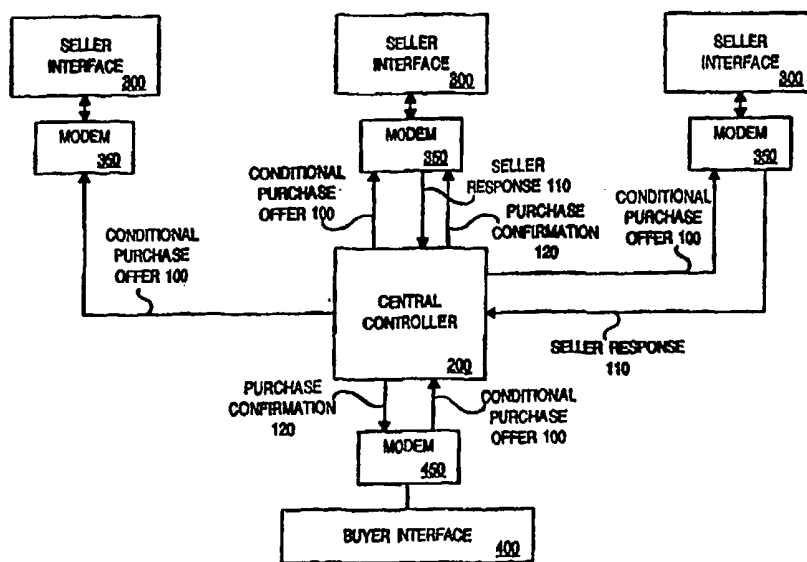 SELLER
INTERFACE
300
SELLER
INTERFACE
300
SELLER
INTERFACE
300
MODEM
350
MODEM
350
MODEM
350
CONDITIONAL
PURCHASE
OFFER 100
SELLER
RESPONSE 110
PURCHASE
CONFIRMATION
120
CONDITIONAL
PURCHASE
OFFER 100
CONDITIONAL
PURCHASE
OFFER 100
CENTRAL
CONTROLLER
200
SELLER RESPONSE
110
PURCHASE
CONFIRMATION
120
CONDITIONAL
PURCHASE
OFFER 100
MODEM
450
BUYER INTERFACE
400